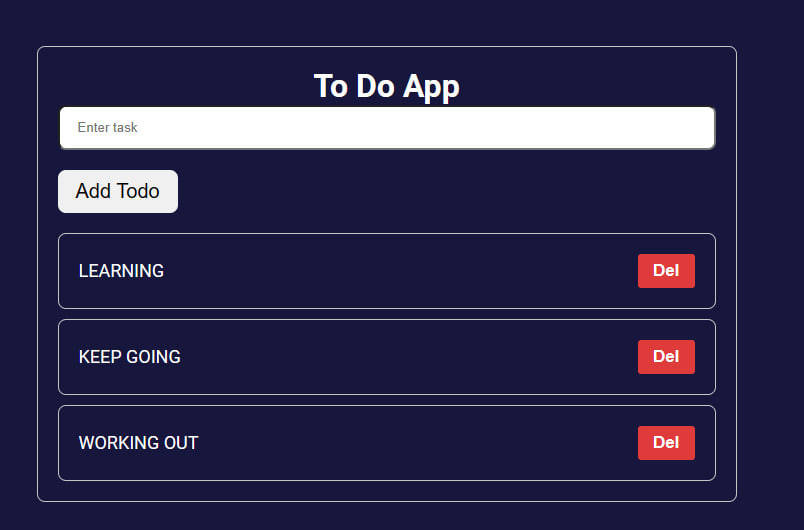 To Do App
Enter task
Add Todo
LEARNING
Del
KEEP GOING
Del
WORKING OUT
Del